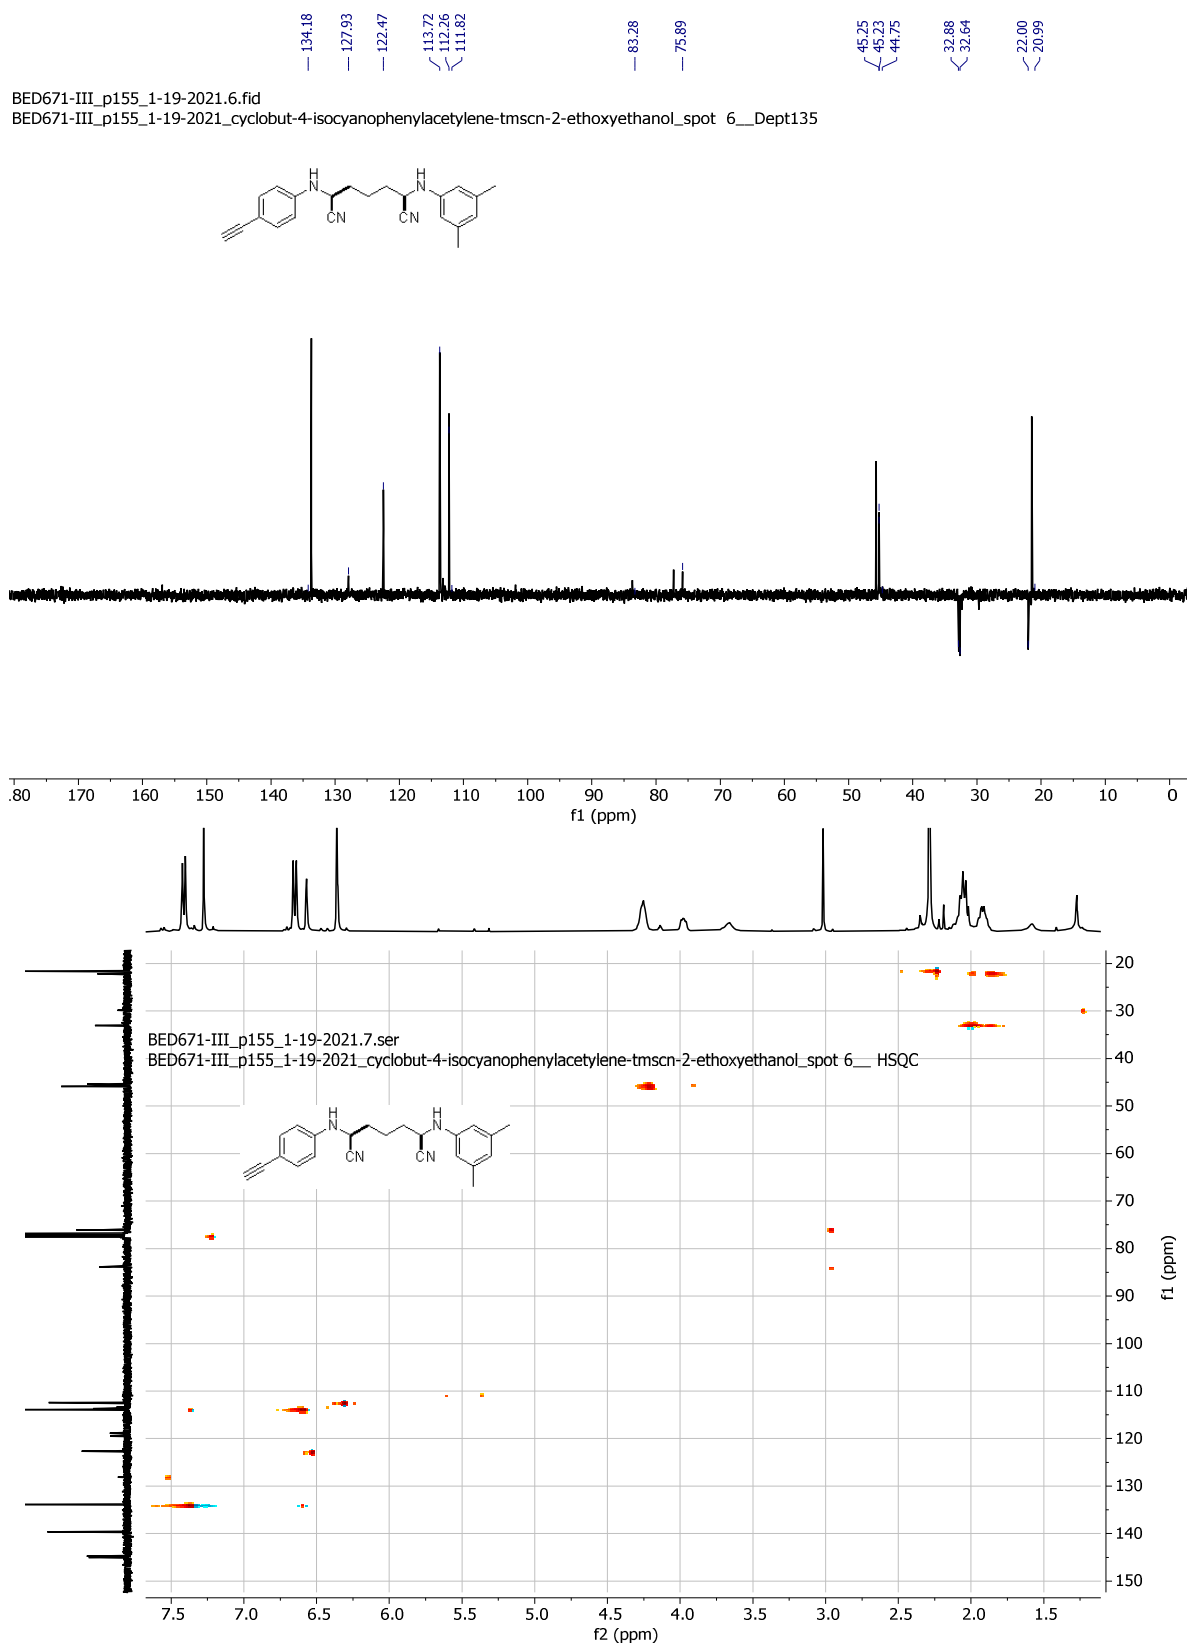 134.18
127.93
122.47
113.72
112.26
111.82
83.28
75.89
45.25
45.23
44.75
32.88
32.64
22.00
20.99
BED671-III_p155_1-19-2021.6.fid
BED671-III_p155_1-19-2021_cyclobut-4-isocyanophenylacetylene-tmscn-2-ethoxyethanol_spot 6__Dept135
H
N
H
N
CN
CN
.80 170 160 150 140 130 120 110 100 90 80 70 60 50 40 30 20 10 0
f1 (ppm)
20
30
BED671-III_p155_1-19-2021.7.ser
BED671-III_p155_1-19-2021_cyclobut-4-isocyanophenylacetylene-tmscn-2-ethoxyethanol_spot 6__ HSQC
40
50
H
N
H
N
CN
CN
60
70
80
90
100
110
120
130
140
150
f1 (ppm)
7.5 7.0 6.5 6.0 5.5 5.0 4.5 4.0 3.5 3.0 2.5 2.0 1.5
f2 (ppm)